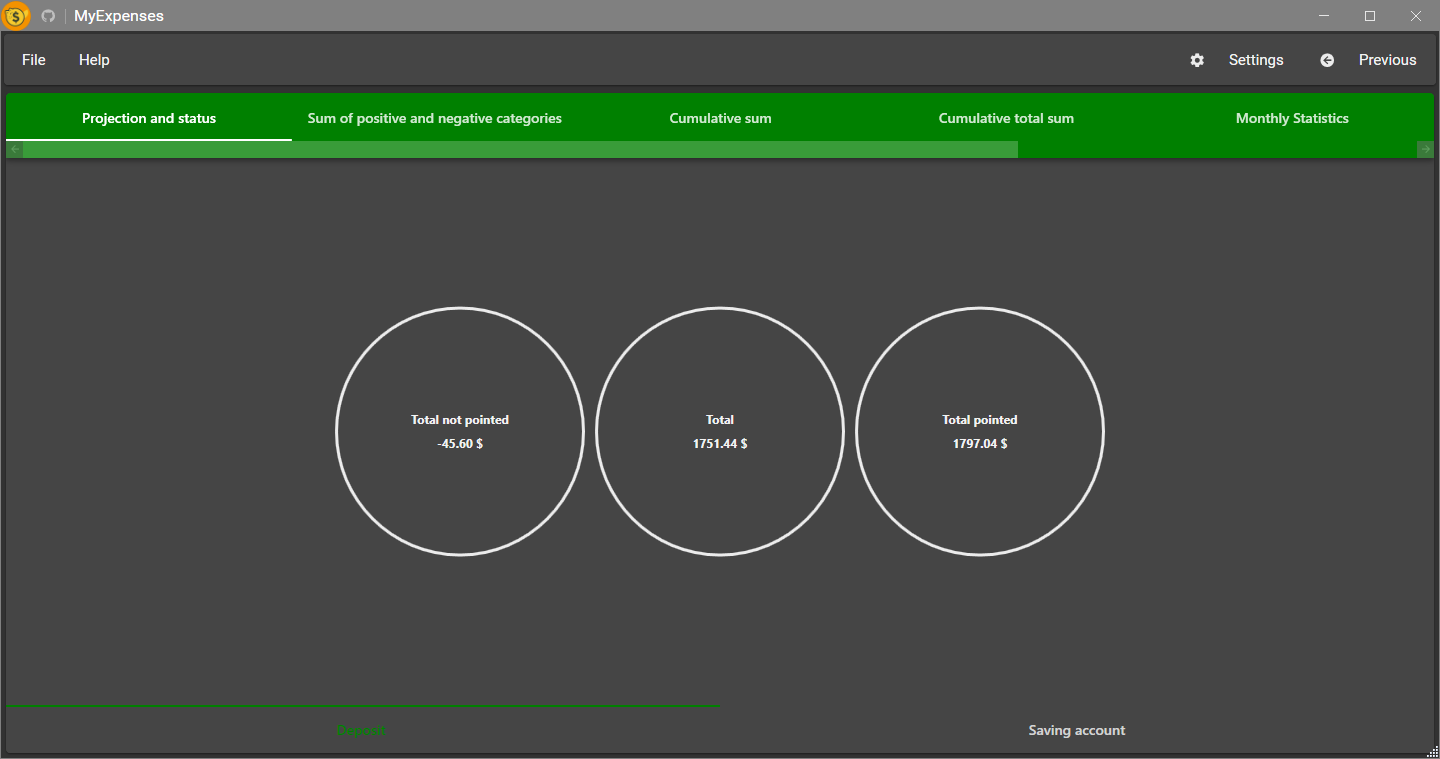 MyExpenses
File Help Settings Previous
Projection and status Sum of positive and negative categories Cumulative sum Cumulative total sum Monthly Statistics
Total not pointed Total Total pointed
-45.60 $ 1751.44 $ 1797.04 $
Deposit Saving account